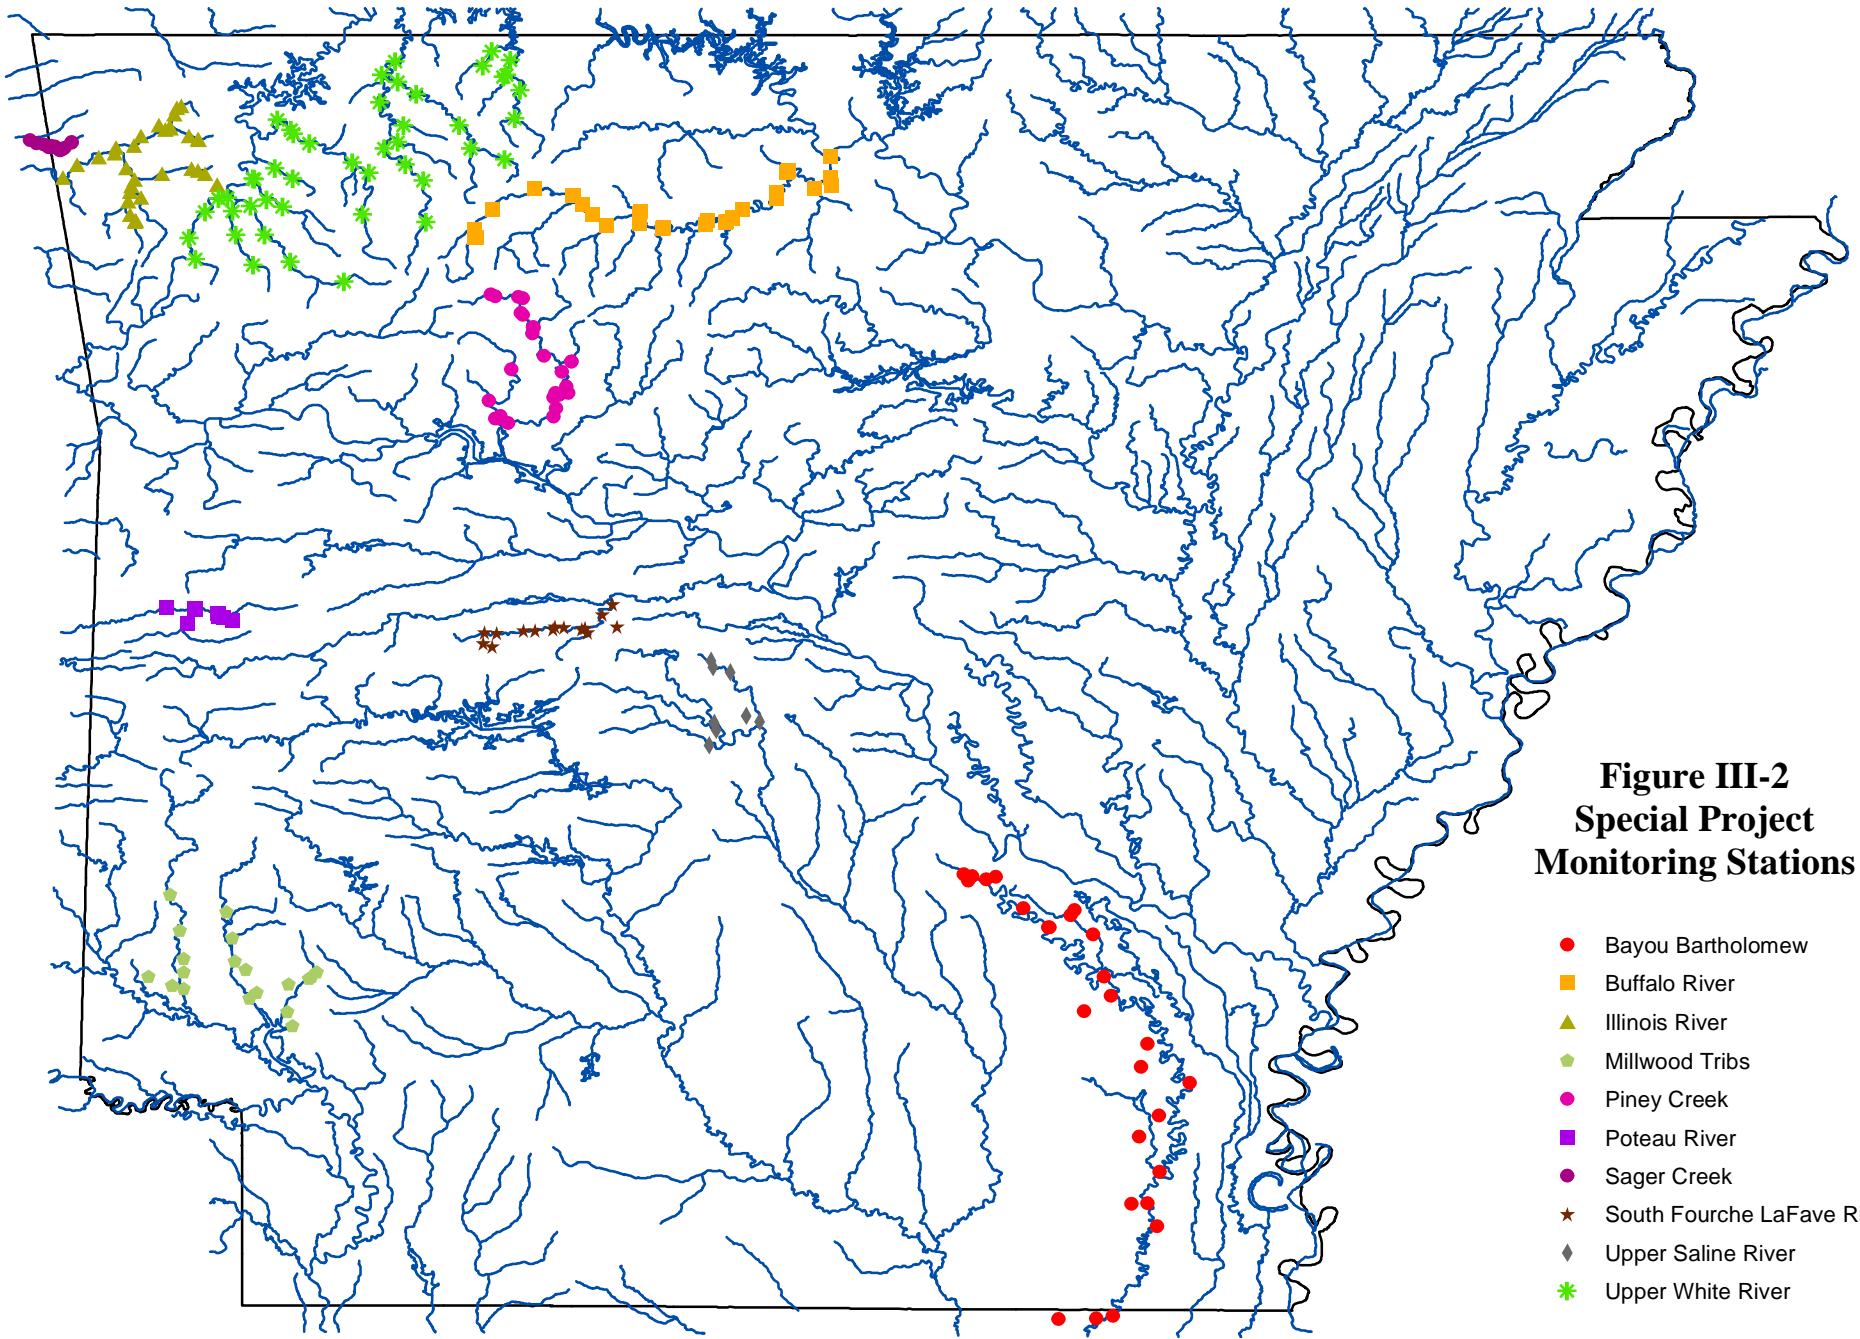 Figure III-2
Special Project
Monitoring Stations
Bayou Bartholomew
Buffalo River
Illinois River
Millwood Tribs
Piney Creek
Poteau River
Sager Creek
South Fourche LaFave R
Upper Saline River
Upper White River